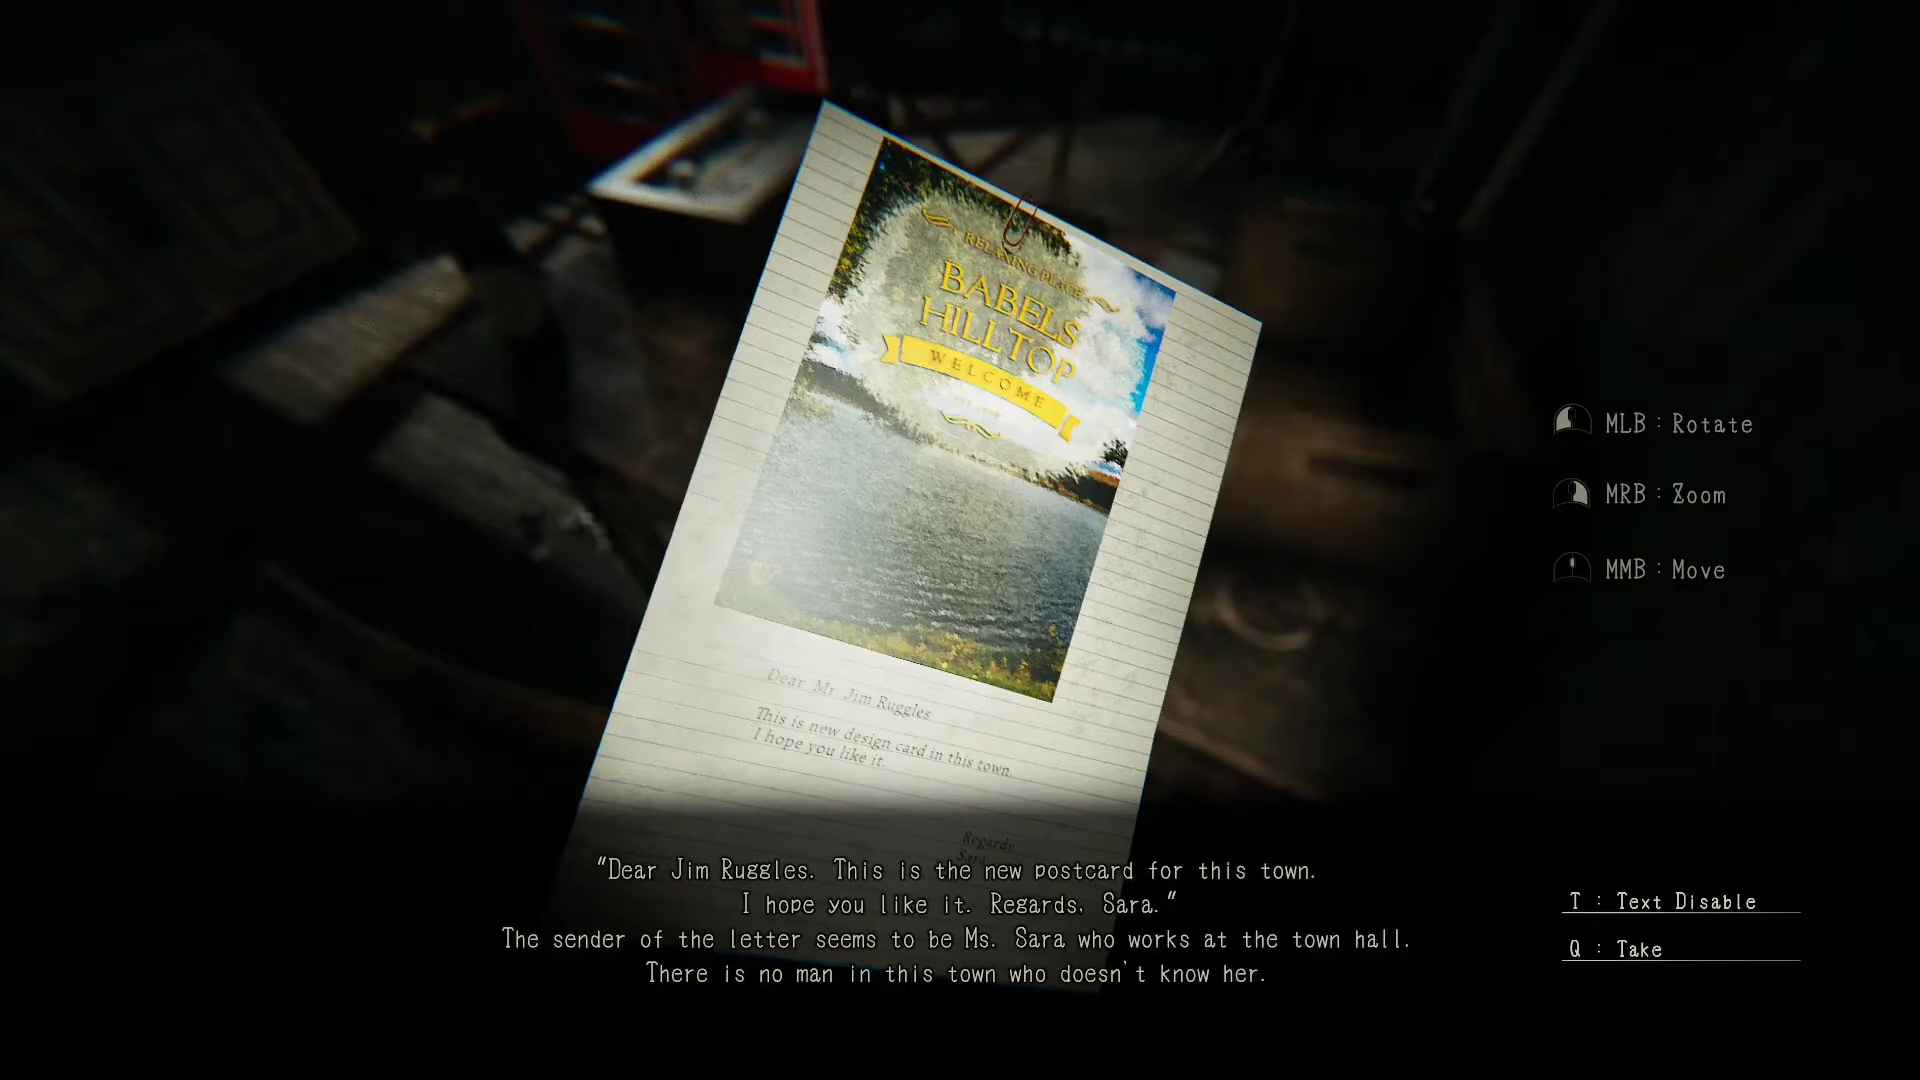 RELAXING PLACE
BABELS
HILLTOP
WELCOME
Dear Mr. Jim Ruggles
This is new design card in this town.
I hope you like it.
Regards
Sara
"Dear Jim Ruggles. This is the new postcard for this town.
I hope you like it. Regards, Sara."
The sender of the letter seems to be Ms. Sara who works at the town hall.
There is no man in this town who doesn't know her.
MLB : Rotate
MRB : Zoom
MMB : Move
T : Text Disable
Q : Take